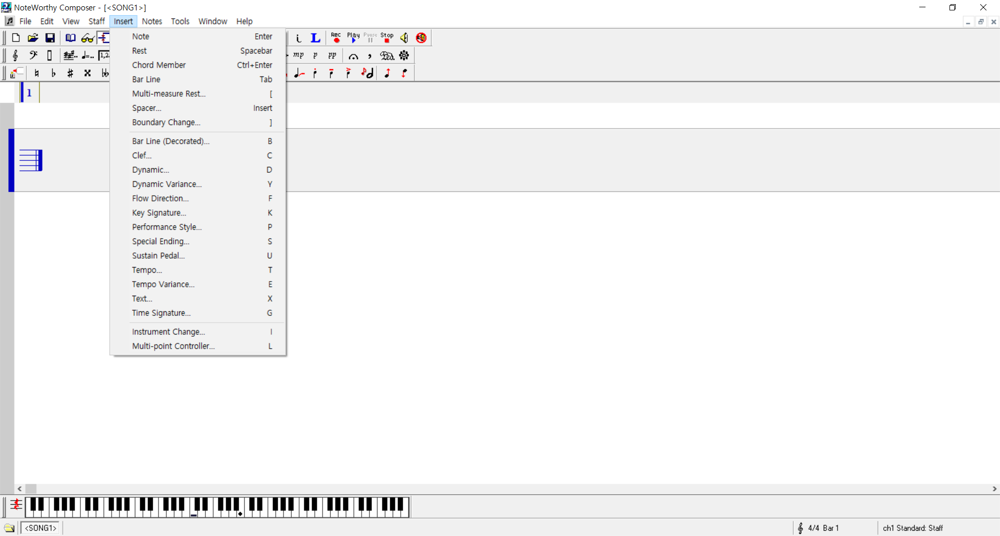 NoteWorthy Composer - [<SONG1>]
File Edit View Staff Insert Notes Tools Window Help
Rec Play Pause Stop
mp p pp
1
Note Enter
Rest Spacebar
Chord Member Ctrl+Enter
Bar Line Tab
Multi-measure Rest... [
Spacer... Insert
Boundary Change... ]
Bar Line (Decorated)... B
Clef... C
Dynamic... D
Dynamic Variance... Y
Flow Direction... F
Key Signature... K
Performance Style... P
Special Ending... S
Sustain Pedal... U
Tempo... T
Tempo Variance... E
Text... X
Time Signature... G
Instrument Change... I
Multi-point Controller... L
<SONG1>
4/4 Bar 1
ch1 Standard: Staff